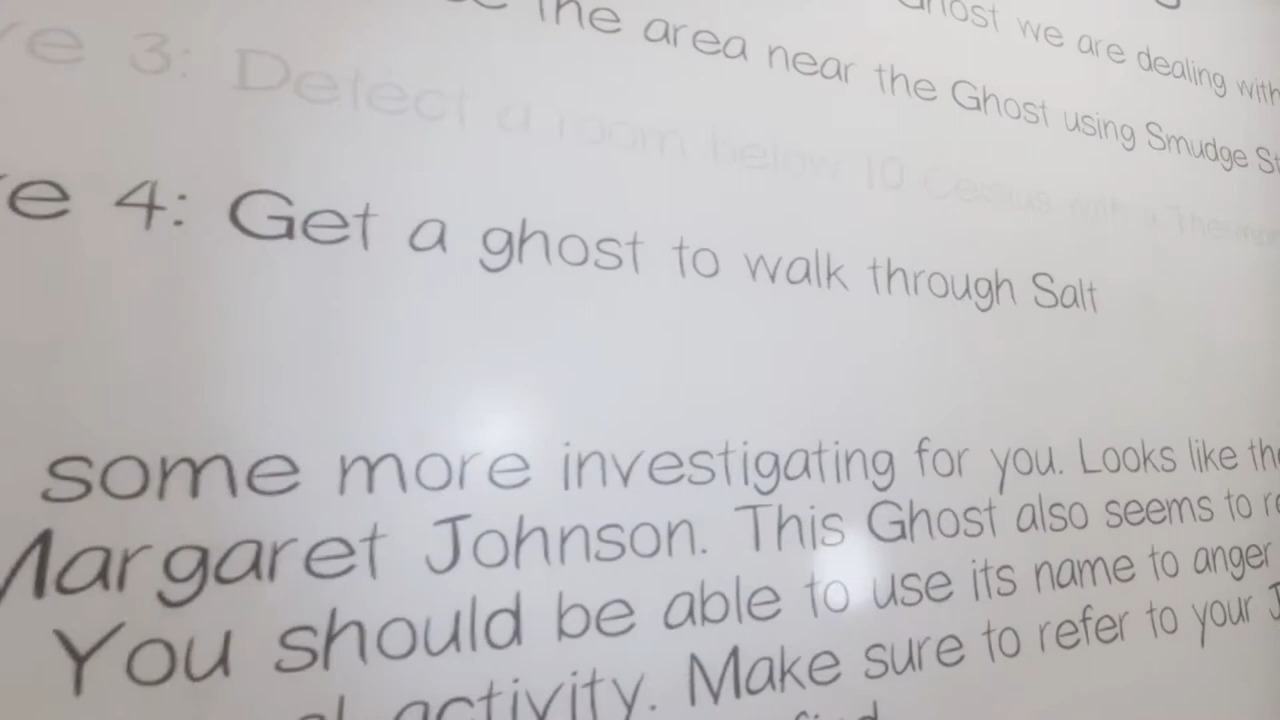 Ghost we are dealing with
the area near the Ghost using Smudge
3: Detect a room below 10 Celsius with a
4: Get a ghost to walk through Salt
some more investigating for you. Looks like
Margaret Johnson. This Ghost also seems to
You should be able to use its name to anger
activity. Make sure to refer to your
find